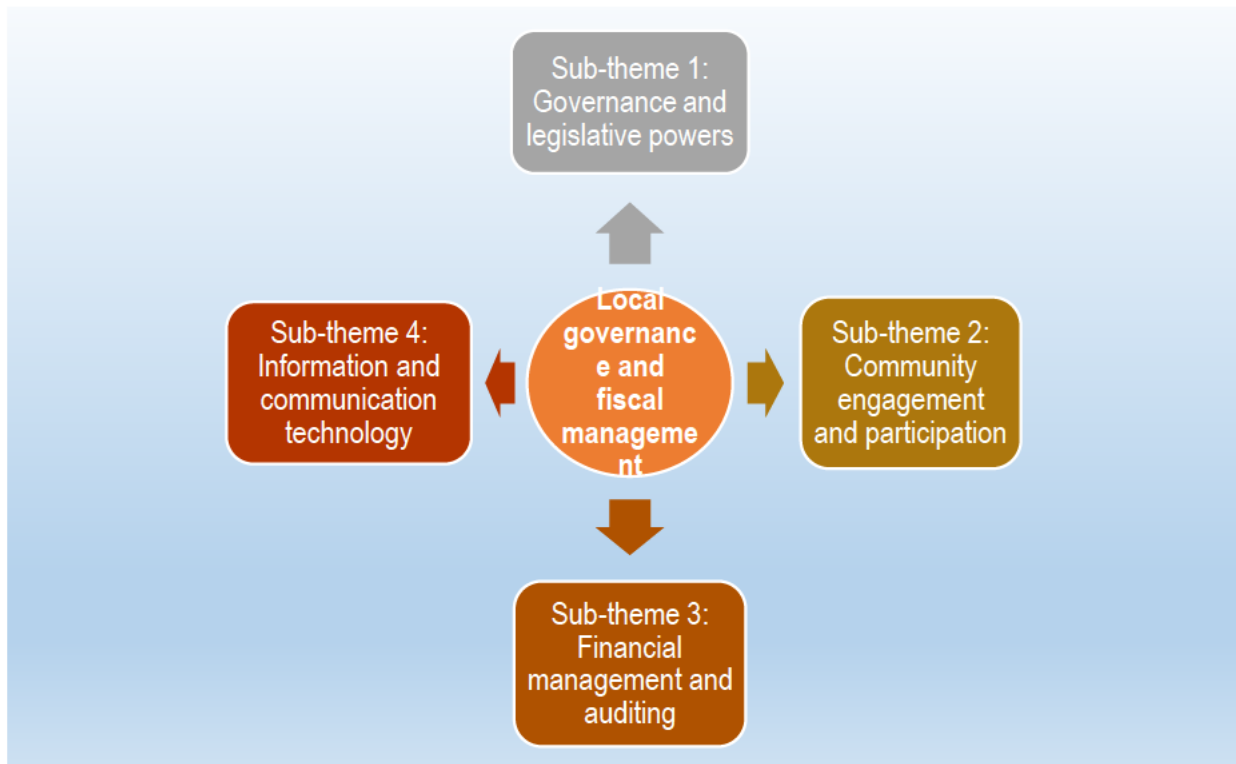 Sub-theme 1:
Governance and
legislative powers
Sub-theme 4:
Information and
communication
technology
Local
governanc
e and
fiscal
manageme
nt
Sub-theme 2:
Community
engagement
and participation
Sub-theme 3:
Financial
management and
auditing